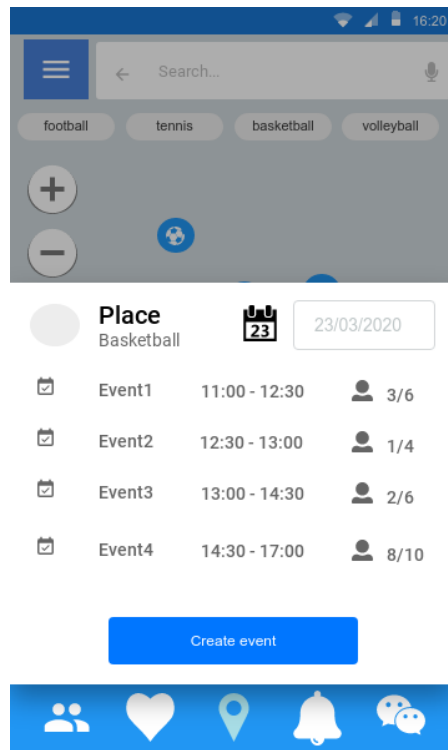 16:20
Search...
football tennis basketball volleyball
Place
Basketball
23
23/03/2020
Event1 11:00 - 12:30 3/6
Event2 12:30 - 13:00 1/4
Event3 13:00 - 14:30 2/6
Event4 14:30 - 17:00 8/10
Create event